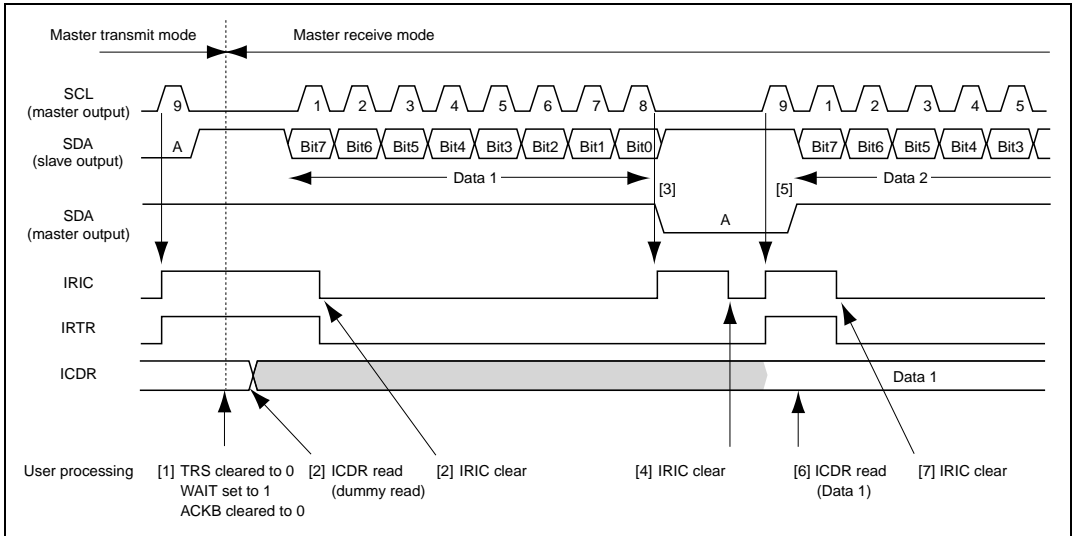 Master transmit mode Master receive mode
SCL
(master output)
9 1 2 3 4 5 6 7 8 9 1 2 3 4 5
SDA
(slave output)
A Bit7 Bit6 Bit5 Bit4 Bit3 Bit2 Bit1 Bit0 Bit7 Bit6 Bit5 Bit4 Bit3
Data 1 [3] [5] Data 2
SDA
(master output)
A
IRIC
IRTR
ICDR
Data 1
User processing
[1] TRS cleared to 0
WAIT set to 1
ACKB cleared to 0
[2] ICDR read
(dummy read)
[2] IRIC clear
[4] IRIC clear
[6] ICDR read
(Data 1)
[7] IRIC clear